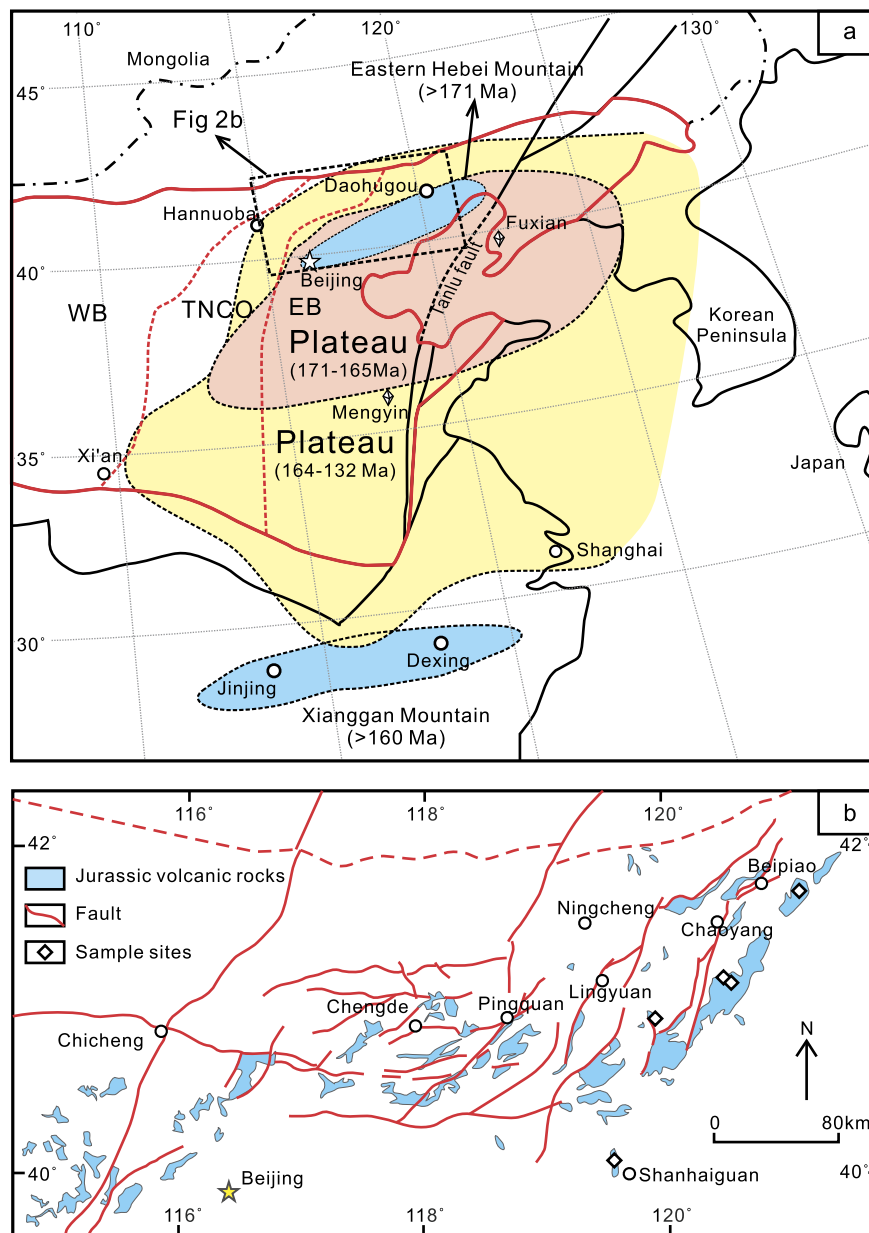 110°
120°
130°
a
Mongolia
Eastern Hebei Mountain
(>171 Ma)
45°
Fig 2b
Daohugou
Hannuoba
Fuxian
40°
Beijing
Tanlu fault
WB
TNCO
EB
Korean
Peninsula
Plateau
(171-165Ma)
Mengyin
Plateau
(164-132 Ma)
Xi'an
35°
Japan
Shanghai
30°
Dexing
Jinjing
Xianggan Mountain
(>160 Ma)
116°
118°
120°
b
42°
42°
Beipiao
Jurassic volcanic rocks
Fault
Ningcheng
Chaoyang
Sample sites
Lingyuan
Chengde
Pingquan
Chicheng
N
0
80km
40°
Beijing
Shanhaiguan
40°
116°
118°
120°